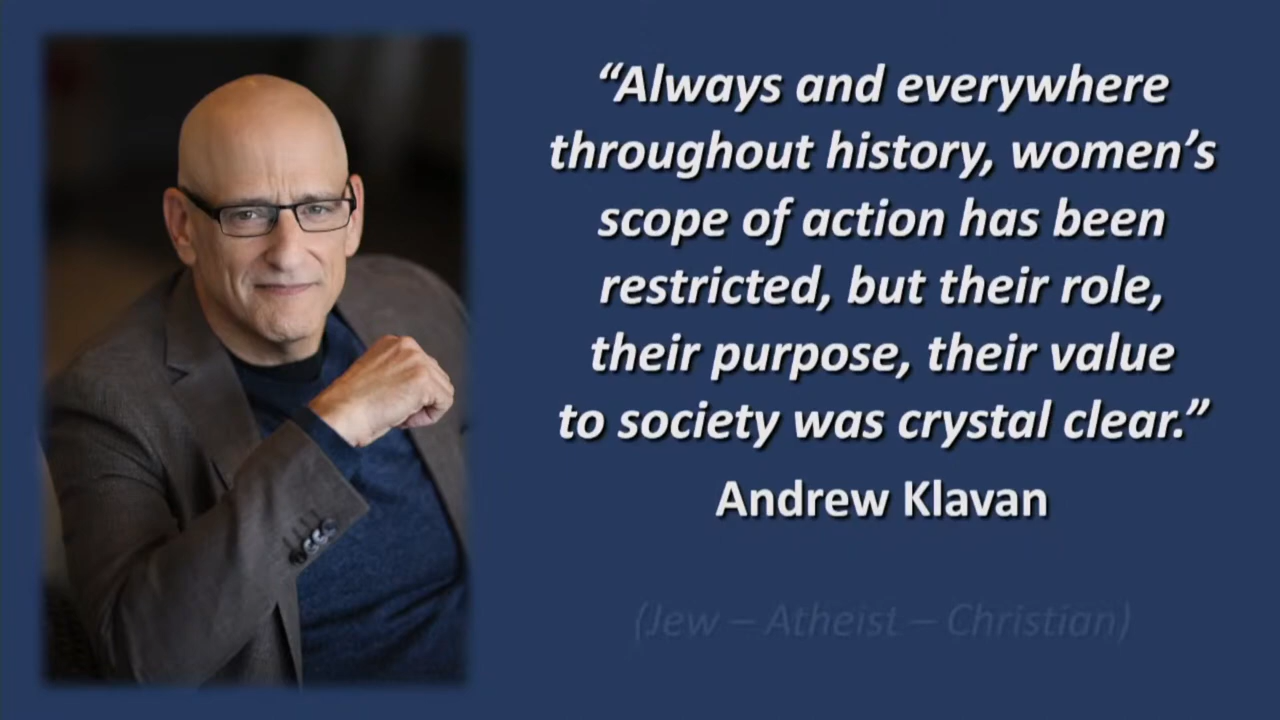 “Always and everywhere
throughout history, women’s
scope of action has been
restricted, but their role,
their purpose, their value
to society was crystal clear.”
Andrew Klavan
(Jew – Atheist – Christian)